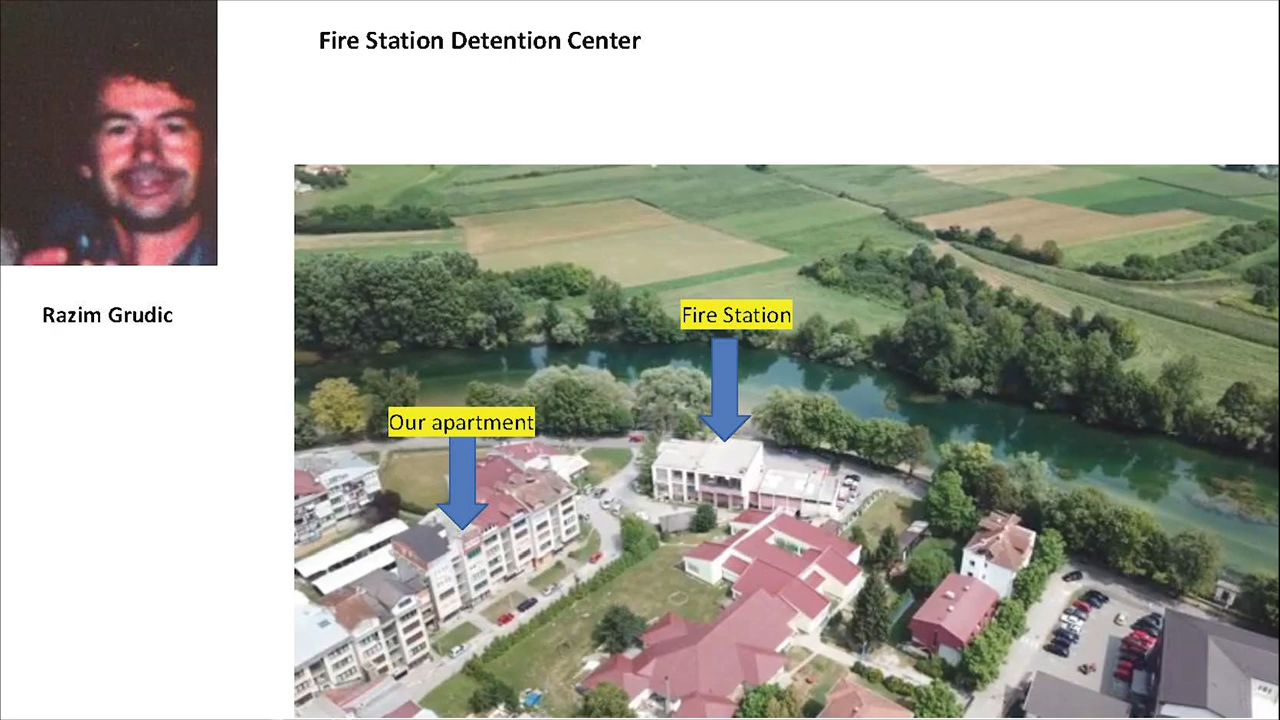 Fire Station Detention Center
Razim Grudic
Fire Station
Our apartment